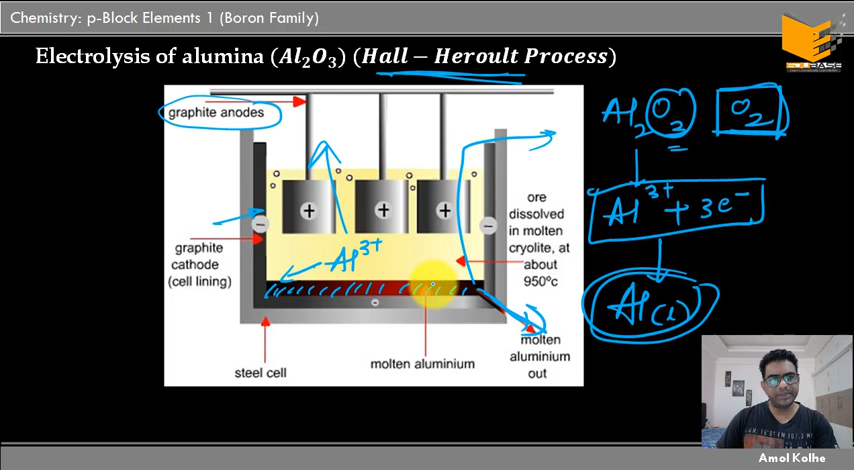 Chemistry: p-Block Elements 1 (Boron Family)
EDUBASE
Electrolysis of alumina (Al₂O₃) (Hall − Heroult Process)
graphite anodes
+
+
+
−
−
−
graphite
cathode
(cell lining)
Al³⁺
ore
dissolved
in molten
cryolite, at
about
950ºc
steel cell
molten aluminium
molten
aluminium
out
Al₂O₃
O₂
Al³⁺ + 3e⁻
Al(l)
Amol Kolhe